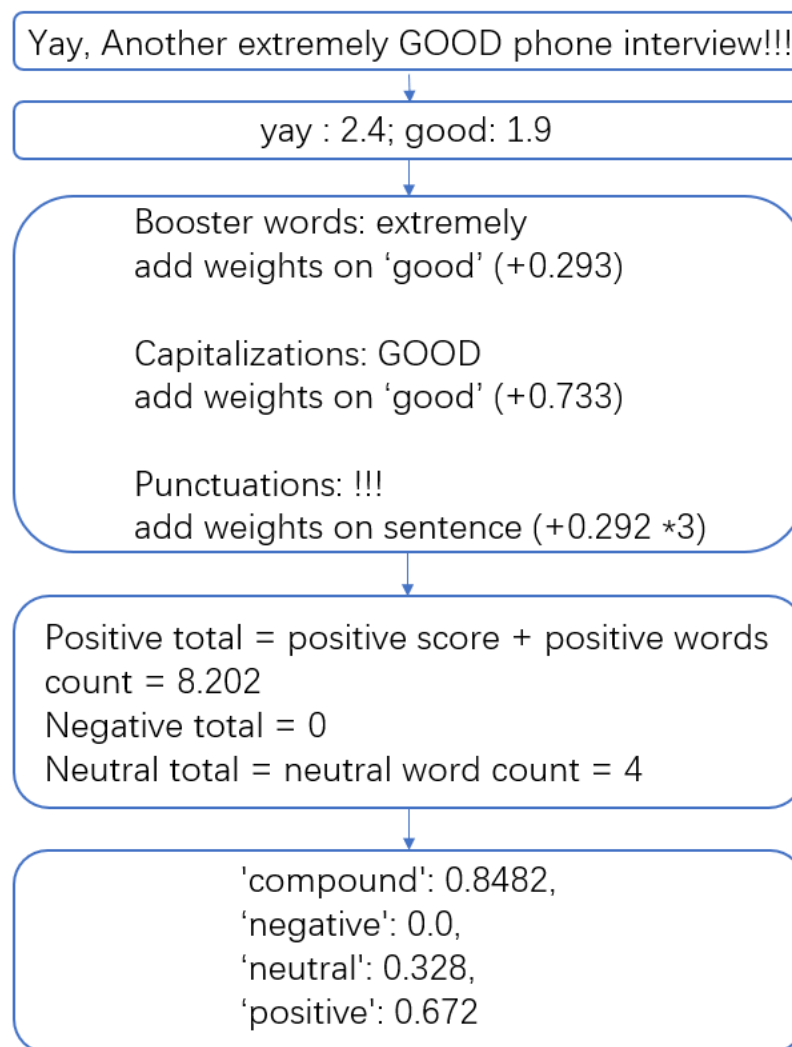 Yay, Another extremely GOOD phone interview!!!
yay : 2.4; good: 1.9
Booster words: extremely
add weights on ‘good’ (+0.293)
Capitalizations: GOOD
add weights on ‘good’ (+0.733)
Punctuations: !!!
add weights on sentence (+0.292 *3)
Positive total = positive score + positive words
count = 8.202
Negative total = 0
Neutral total = neutral word count = 4
'compound': 0.8482,
‘negative': 0.0,
‘neutral': 0.328,
‘positive': 0.672